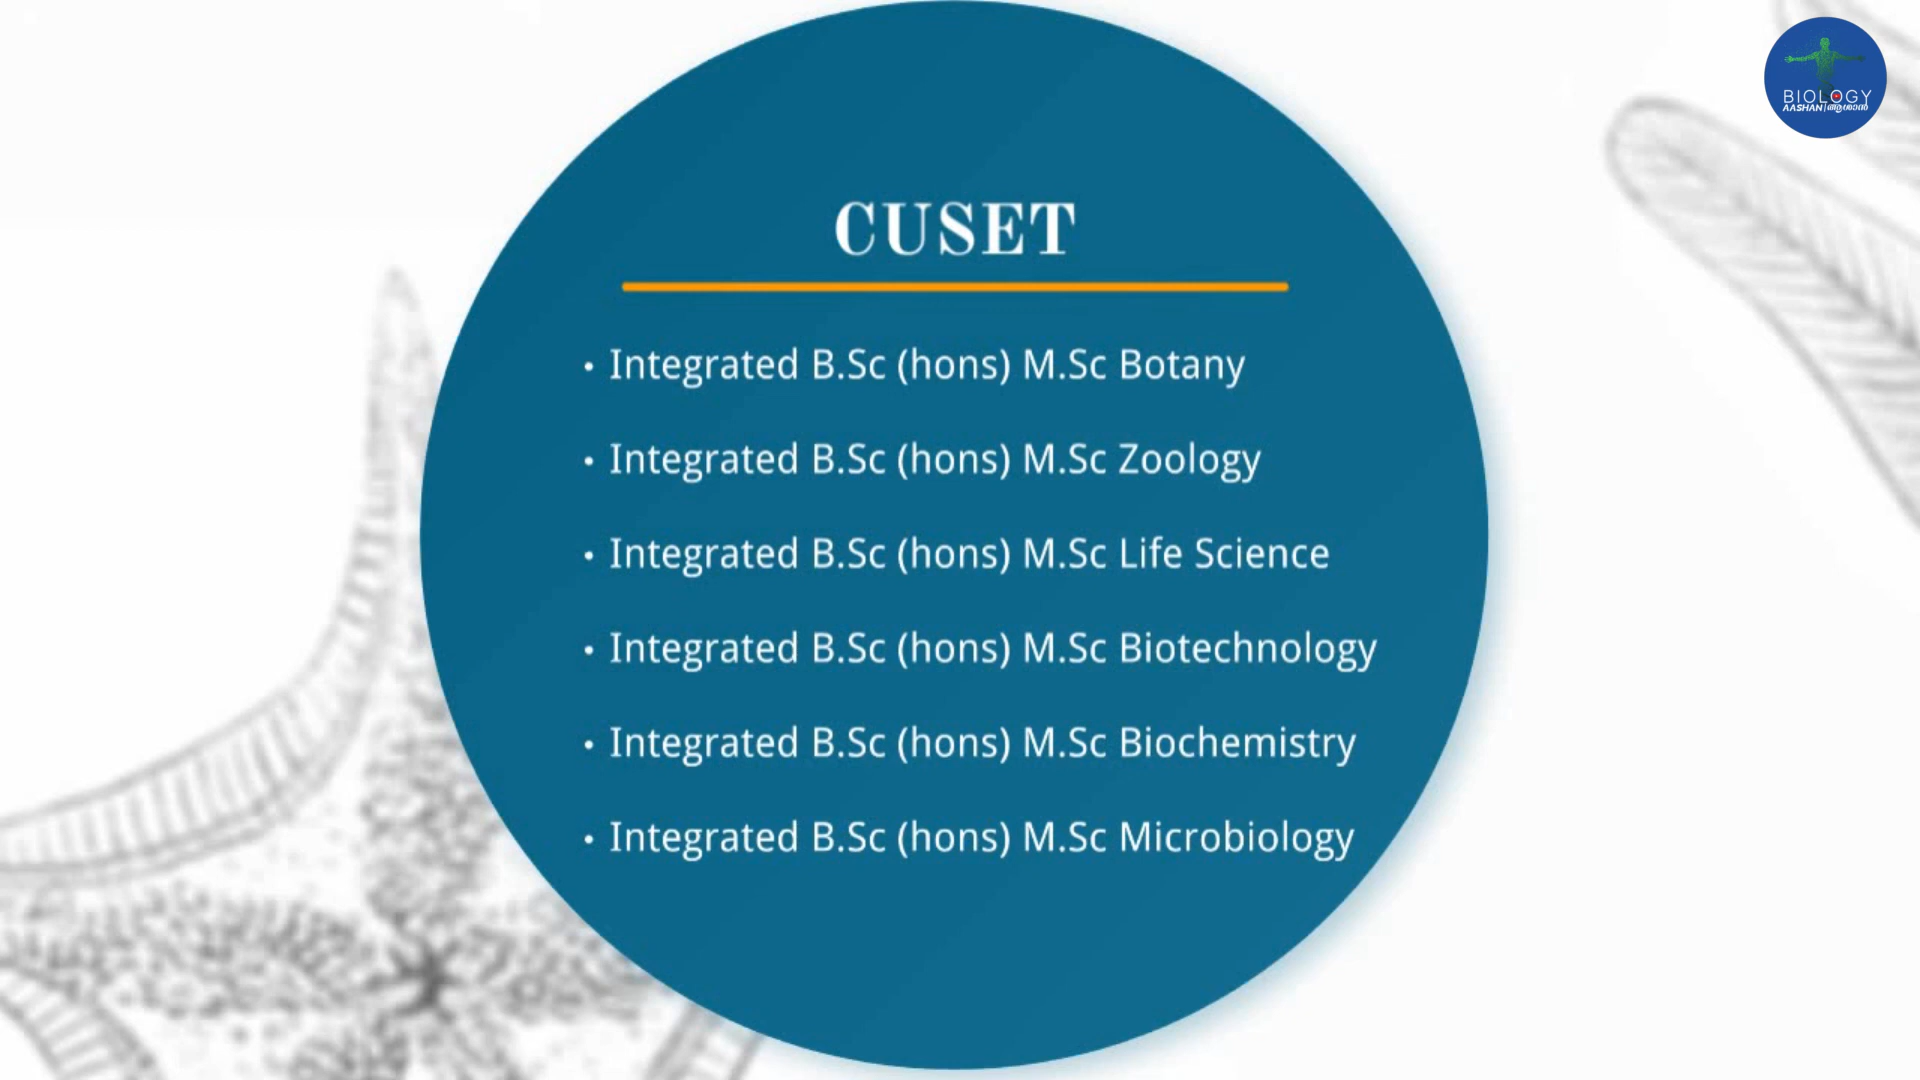 BIOLOGY
AASHAN|ആശാൻ
CUSET
• Integrated B.Sc (hons) M.Sc Botany
• Integrated B.Sc (hons) M.Sc Zoology
• Integrated B.Sc (hons) M.Sc Life Science
• Integrated B.Sc (hons) M.Sc Biotechnology
• Integrated B.Sc (hons) M.Sc Biochemistry
• Integrated B.Sc (hons) M.Sc Microbiology